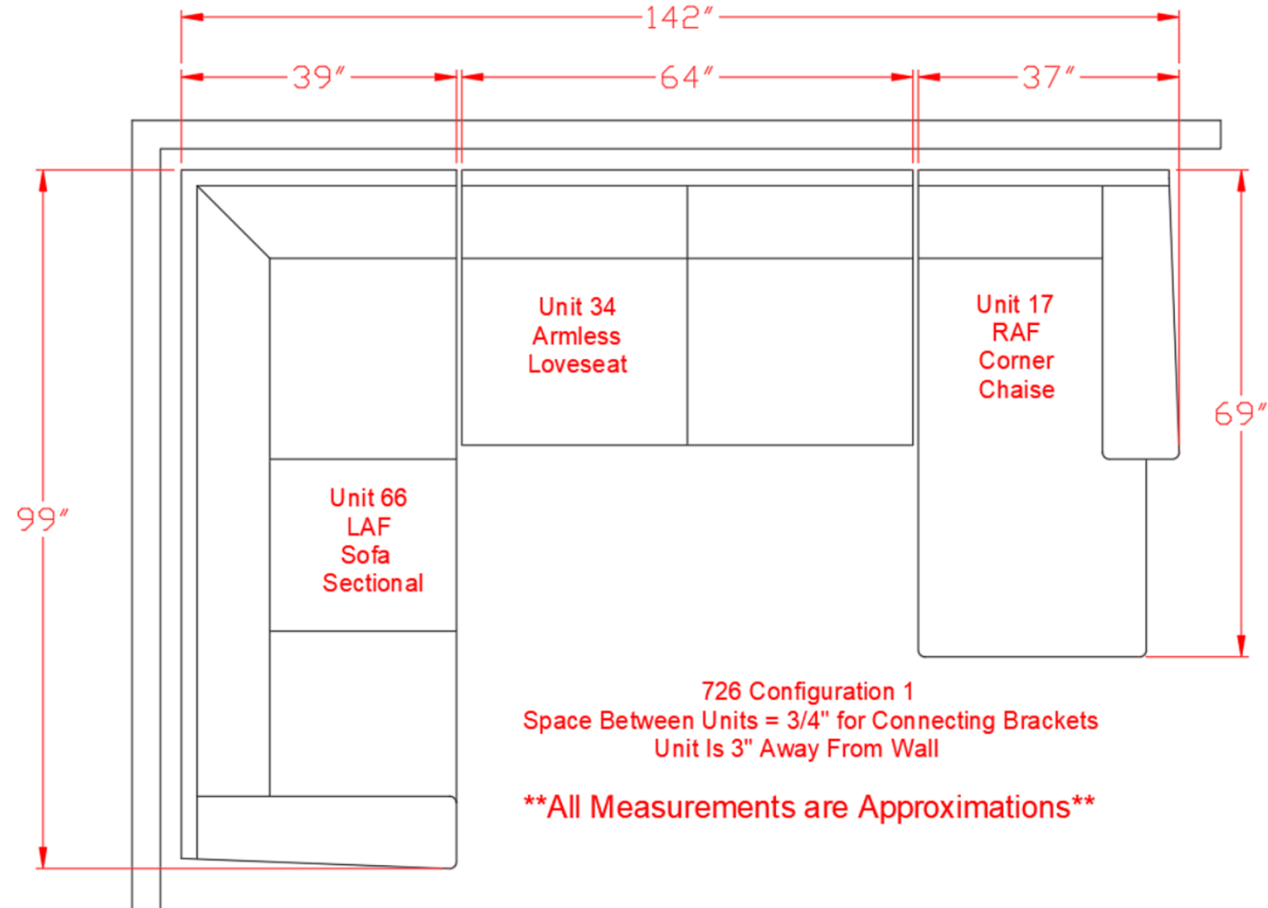 142"
39"
64"
37"
Unit 34
Armless
Loveseat
Unit 17
RAF
Corner
Chaise
69"
99"
Unit 66
LAF
Sofa
Sectional
726 Configuration 1
Space Between Units = 3/4" for Connecting Brackets
Unit Is 3" Away From Wall
**All Measurements are Approximations**